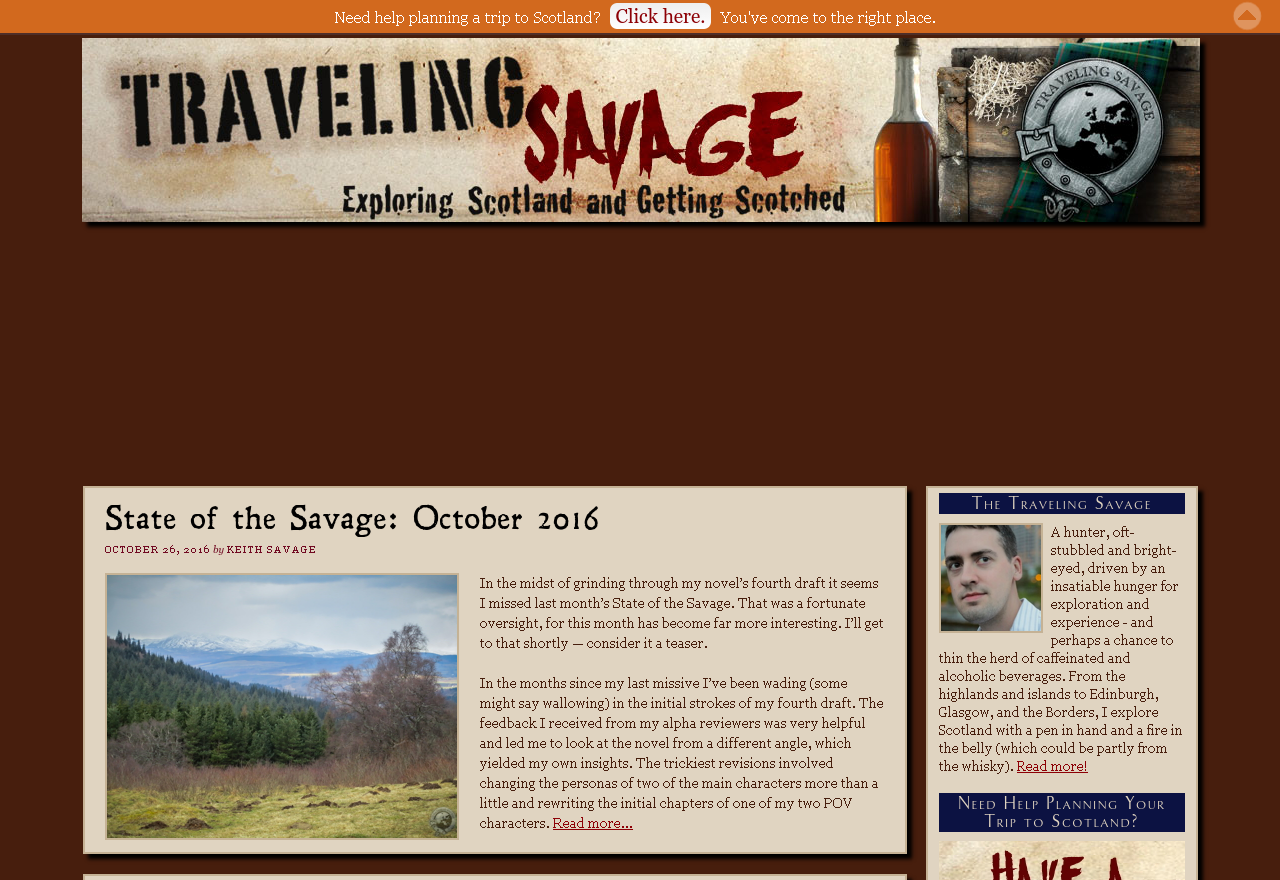 Need help planning a trip to Scotland? Click here. You've come to the right place.
TRAVELING
SAVAGE
Exploring Scotland and Getting Scotched
TRAVELING SAVAGE
State of the Savage: October 2016
OCTOBER 26, 2016 by KEITH SAVAGE
In the midst of grinding through my novel’s fourth draft it seems
I missed last month’s State of the Savage. That was a fortunate
oversight, for this month has become far more interesting. I’ll get
to that shortly — consider it a teaser.
In the months since my last missive I’ve been wading (some
might say wallowing) in the initial strokes of my fourth draft. The
feedback I received from my alpha reviewers was very helpful
and led me to look at the novel from a different angle, which
yielded my own insights. The trickiest revisions involved
changing the personas of two of the main characters more than a
little and rewriting the initial chapters of one of my two POV
characters. Read more...
The Traveling Savage
A hunter, oft-
stubbled and bright-
eyed, driven by an
insatiable hunger for
exploration and
experience - and
perhaps a chance to
thin the herd of caffeinated and
alcoholic beverages. From the
highlands and islands to Edinburgh,
Glasgow, and the Borders, I explore
Scotland with a pen in hand and a fire in
the belly (which could be partly from
the whisky). Read more!
Need Help Planning Your
Trip to Scotland?
HAVE A